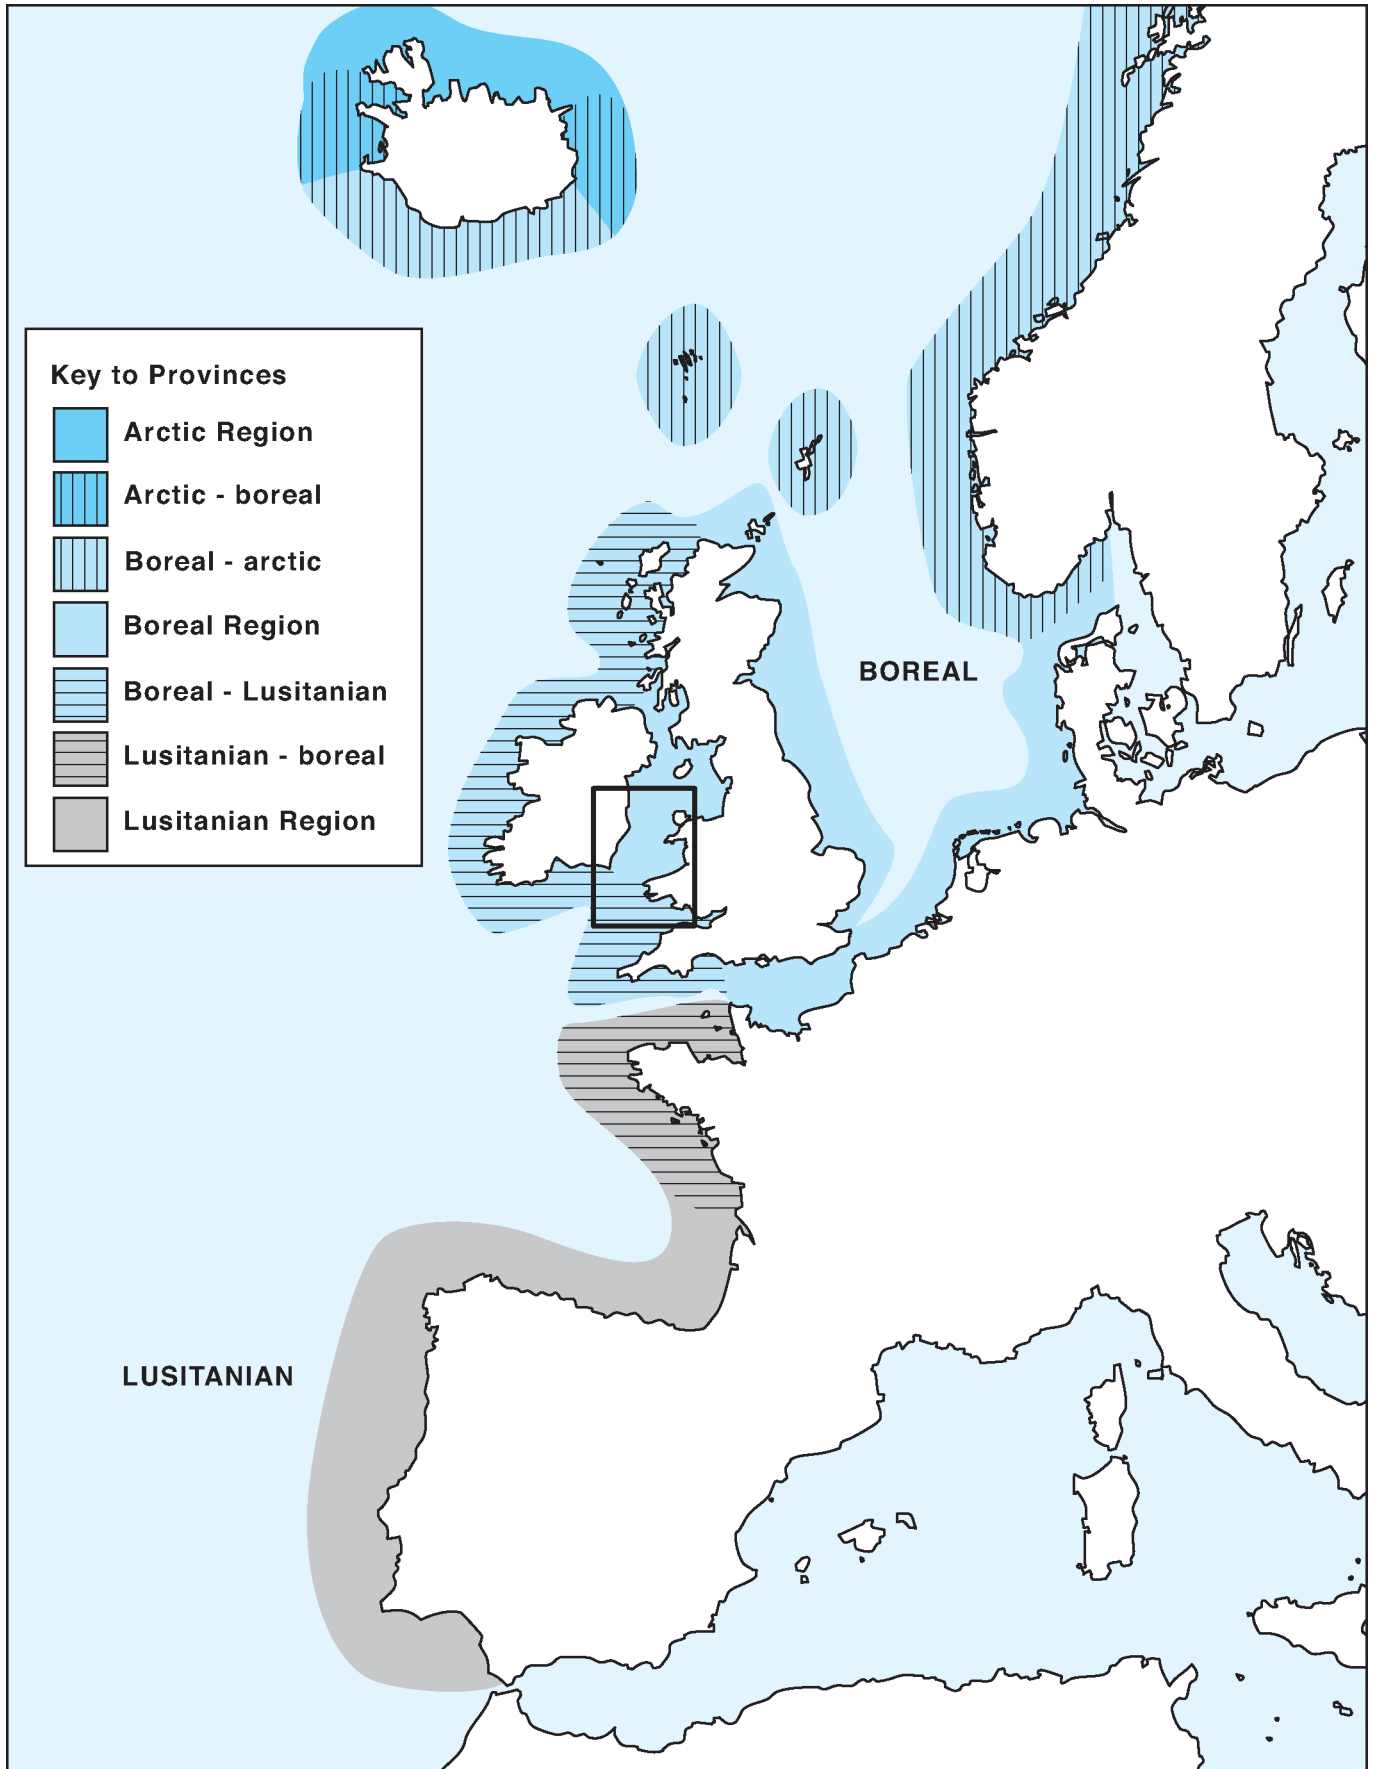 Key to Provinces
Arctic Region
Arctic - boreal
Boreal - arctic
Boreal Region
Boreal - Lusitanian
Lusitanian - boreal
Lusitanian Region
BOREAL
LUSITANIAN